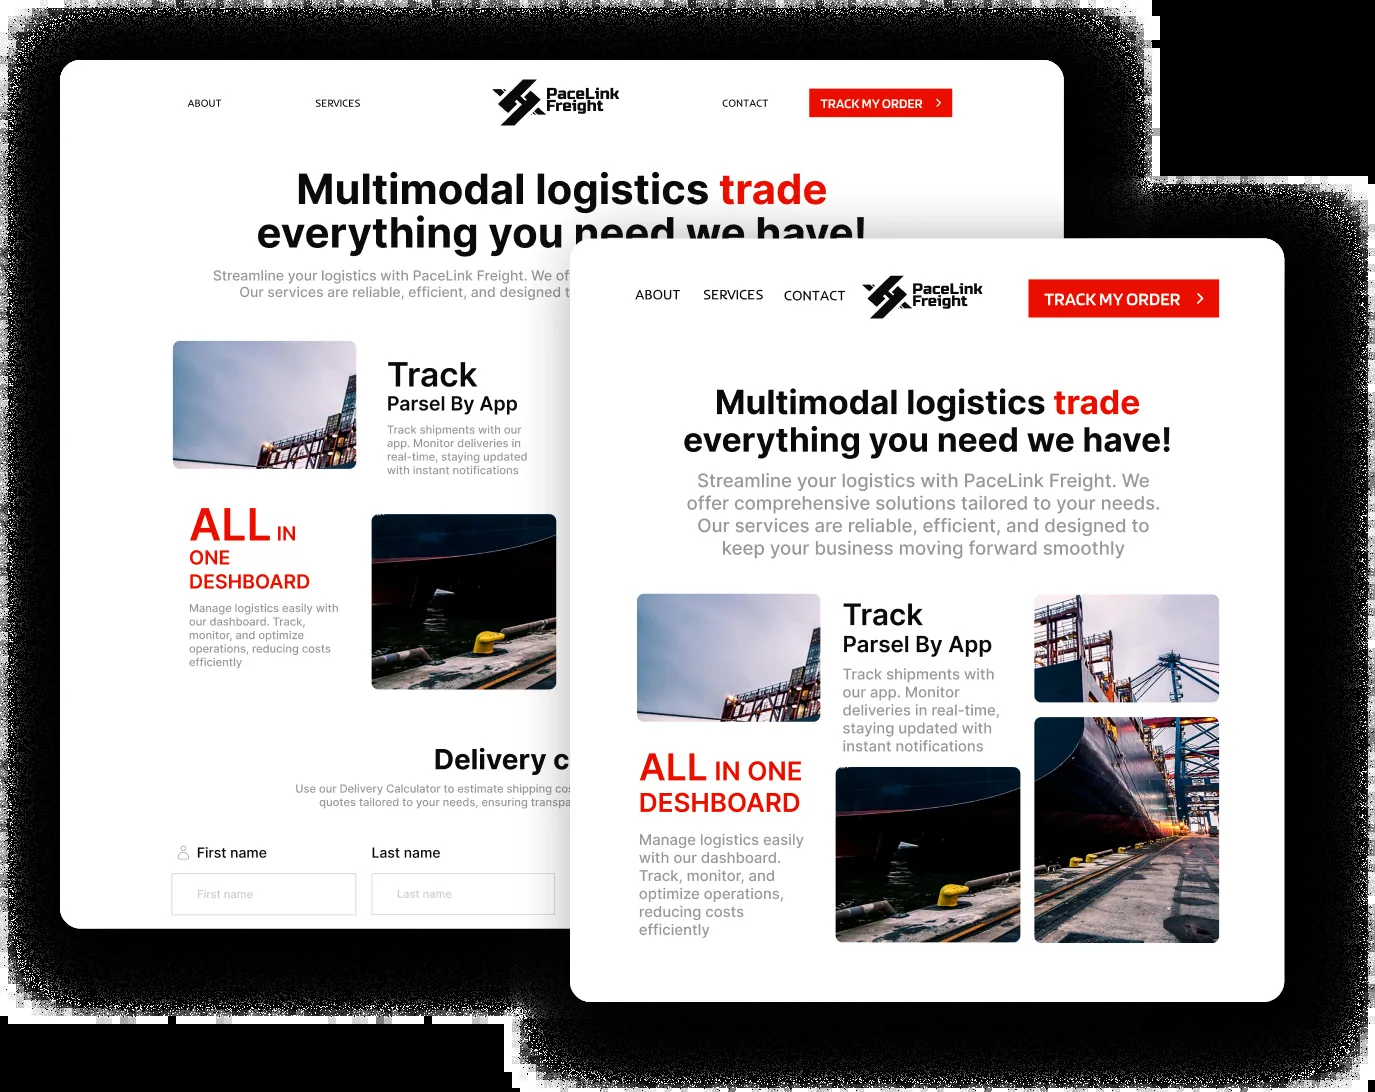 ABOUT
SERVICES
PaceLink
Freight
CONTACT
TRACK MY ORDER
Multimodal logistics trade
everything you need we have!
Streamline your logistics with PaceLink Freight. We of
Our services are reliable, efficient, and designed t
Track
Parsel By App
Track shipments with our
app. Monitor deliveries in
real-time, staying updated
with instant notifications
ALL IN
ONE
DESHBOARD
Manage logistics easily with
our dashboard. Track,
monitor, and optimize
operations, reducing costs
efficiently
Delivery c
Use our Delivery Calculator to estimate shipping cos
quotes tailored to your needs, ensuring transpa
First name
Last name
First name
Last name
ABOUT
SERVICES
CONTACT
PaceLink
Freight
TRACK MY ORDER
Multimodal logistics trade
everything you need we have!
Streamline your logistics with PaceLink Freight. We
offer comprehensive solutions tailored to your needs.
Our services are reliable, efficient, and designed to
keep your business moving forward smoothly
Track
Parsel By App
Track shipments with
our app. Monitor
deliveries in real-time,
staying updated with
instant notifications
ALL IN ONE
DESHBOARD
Manage logistics easily
with our dashboard.
Track, monitor, and
optimize operations,
reducing costs
efficiently